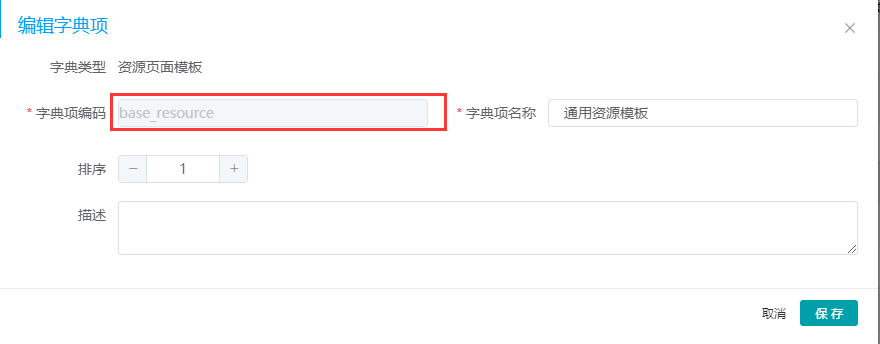 编辑字典项
字典类型 资源页面模板
* 字典项编码 base_resource * 字典项名称 通用资源模板
排序 − 1 +
描述
取消 保存